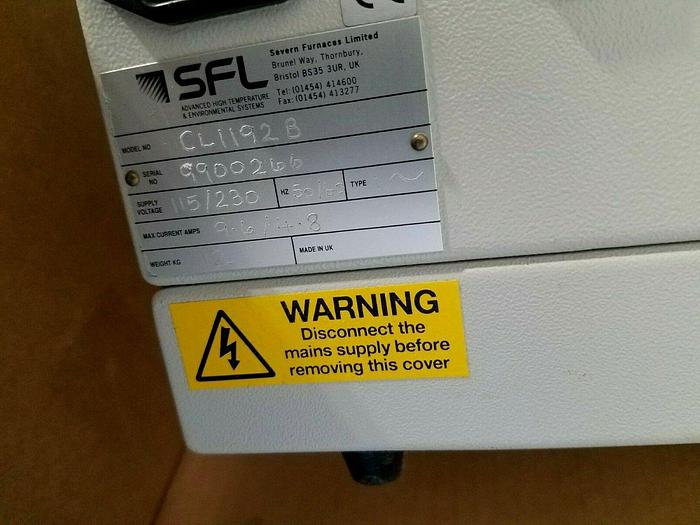 SFL
Severn Furnaces Limited
Brunel Way, Thornbury,
Bristol BS35 3UR, UK
Tel: (01454) 414600
Fax: (01454) 413277
ADVANCED HIGH TEMPERATURE
& ENVIRONMENTAL SYSTEMS
MODEL NO CL1192B
SERIAL NO 9900266
SUPPLY VOLTAGE 115/230 HZ 50/60 TYPE ~
MAX CURRENT AMPS 9.6/4.8
WEIGHT KG MADE IN UK
WARNING
Disconnect the
mains supply before
removing this cover